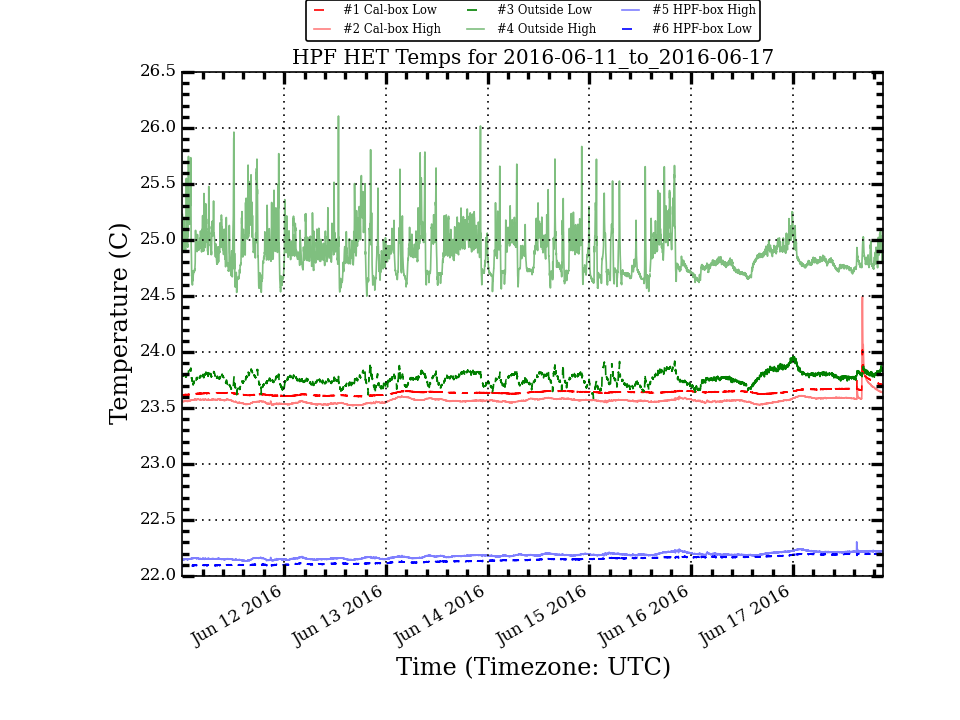 #1 Cal-box Low #3 Outside Low #5 HPF-box High
#2 Cal-box High #4 Outside High #6 HPF-box Low
HPF HET Temps for 2016-06-11_to_2016-06-17
26.5
26.0
25.5
25.0
24.5
24.0
23.5
23.0
22.5
22.0
Temperature (C)
Jun 12 2016
Jun 13 2016
Jun 14 2016
Jun 15 2016
Jun 16 2016
Jun 17 2016
Time (Timezone: UTC)